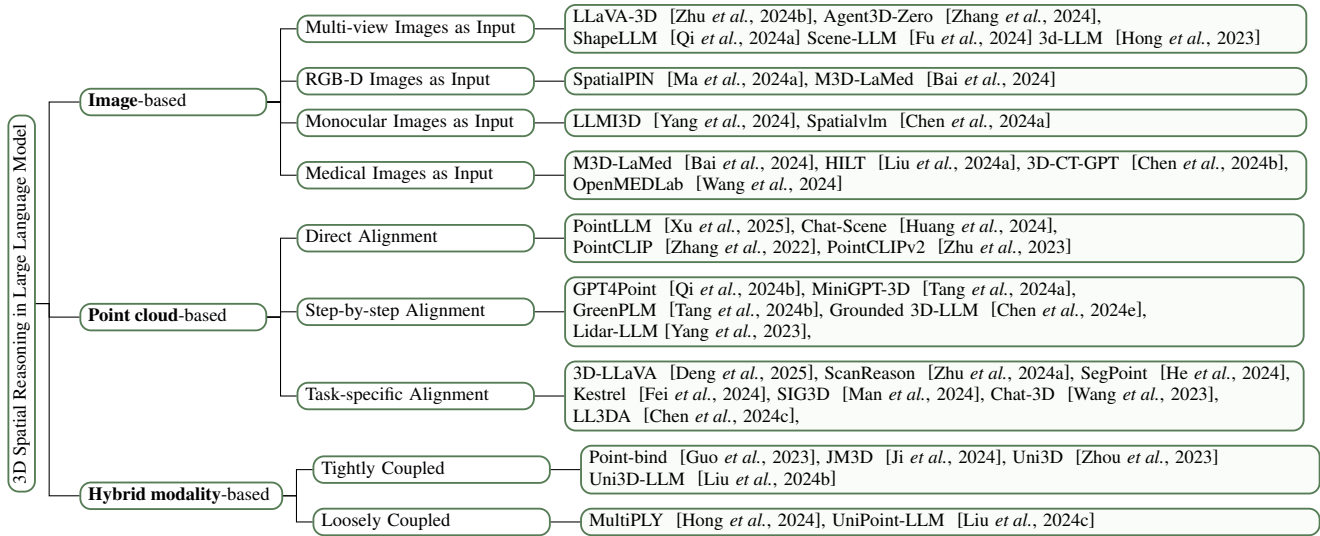 3D Spatial Reasoning in Large Language Model
Image-based
Multi-view Images as Input
LLaVA-3D [Zhu et al., 2024b], Agent3D-Zero [Zhang et al., 2024],
ShapeLLM [Qi et al., 2024a] Scene-LLM [Fu et al., 2024] 3d-LLM [Hong et al., 2023]
RGB-D Images as Input
SpatialPIN [Ma et al., 2024a], M3D-LaMed [Bai et al., 2024]
Monocular Images as Input
LLMI3D [Yang et al., 2024], Spatialvlm [Chen et al., 2024a]
Medical Images as Input
M3D-LaMed [Bai et al., 2024], HILT [Liu et al., 2024a], 3D-CT-GPT [Chen et al., 2024b],
OpenMEDLab [Wang et al., 2024]
Point cloud-based
Direct Alignment
PointLLM [Xu et al., 2025], Chat-Scene [Huang et al., 2024],
PointCLIP [Zhang et al., 2022], PointCLIPv2 [Zhu et al., 2023]
Step-by-step Alignment
GPT4Point [Qi et al., 2024b], MiniGPT-3D [Tang et al., 2024a],
GreenPLM [Tang et al., 2024b], Grounded 3D-LLM [Chen et al., 2024e],
Lidar-LLM [Yang et al., 2023],
Task-specific Alignment
3D-LLaVA [Deng et al., 2025], ScanReason [Zhu et al., 2024a], SegPoint [He et al., 2024],
Kestrel [Fei et al., 2024], SIG3D [Man et al., 2024], Chat-3D [Wang et al., 2023],
LL3DA [Chen et al., 2024c],
Hybrid modality-based
Tightly Coupled
Point-bind [Guo et al., 2023], JM3D [Ji et al., 2024], Uni3D [Zhou et al., 2023]
Uni3D-LLM [Liu et al., 2024b]
Loosely Coupled
MultiPLY [Hong et al., 2024], UniPoint-LLM [Liu et al., 2024c]